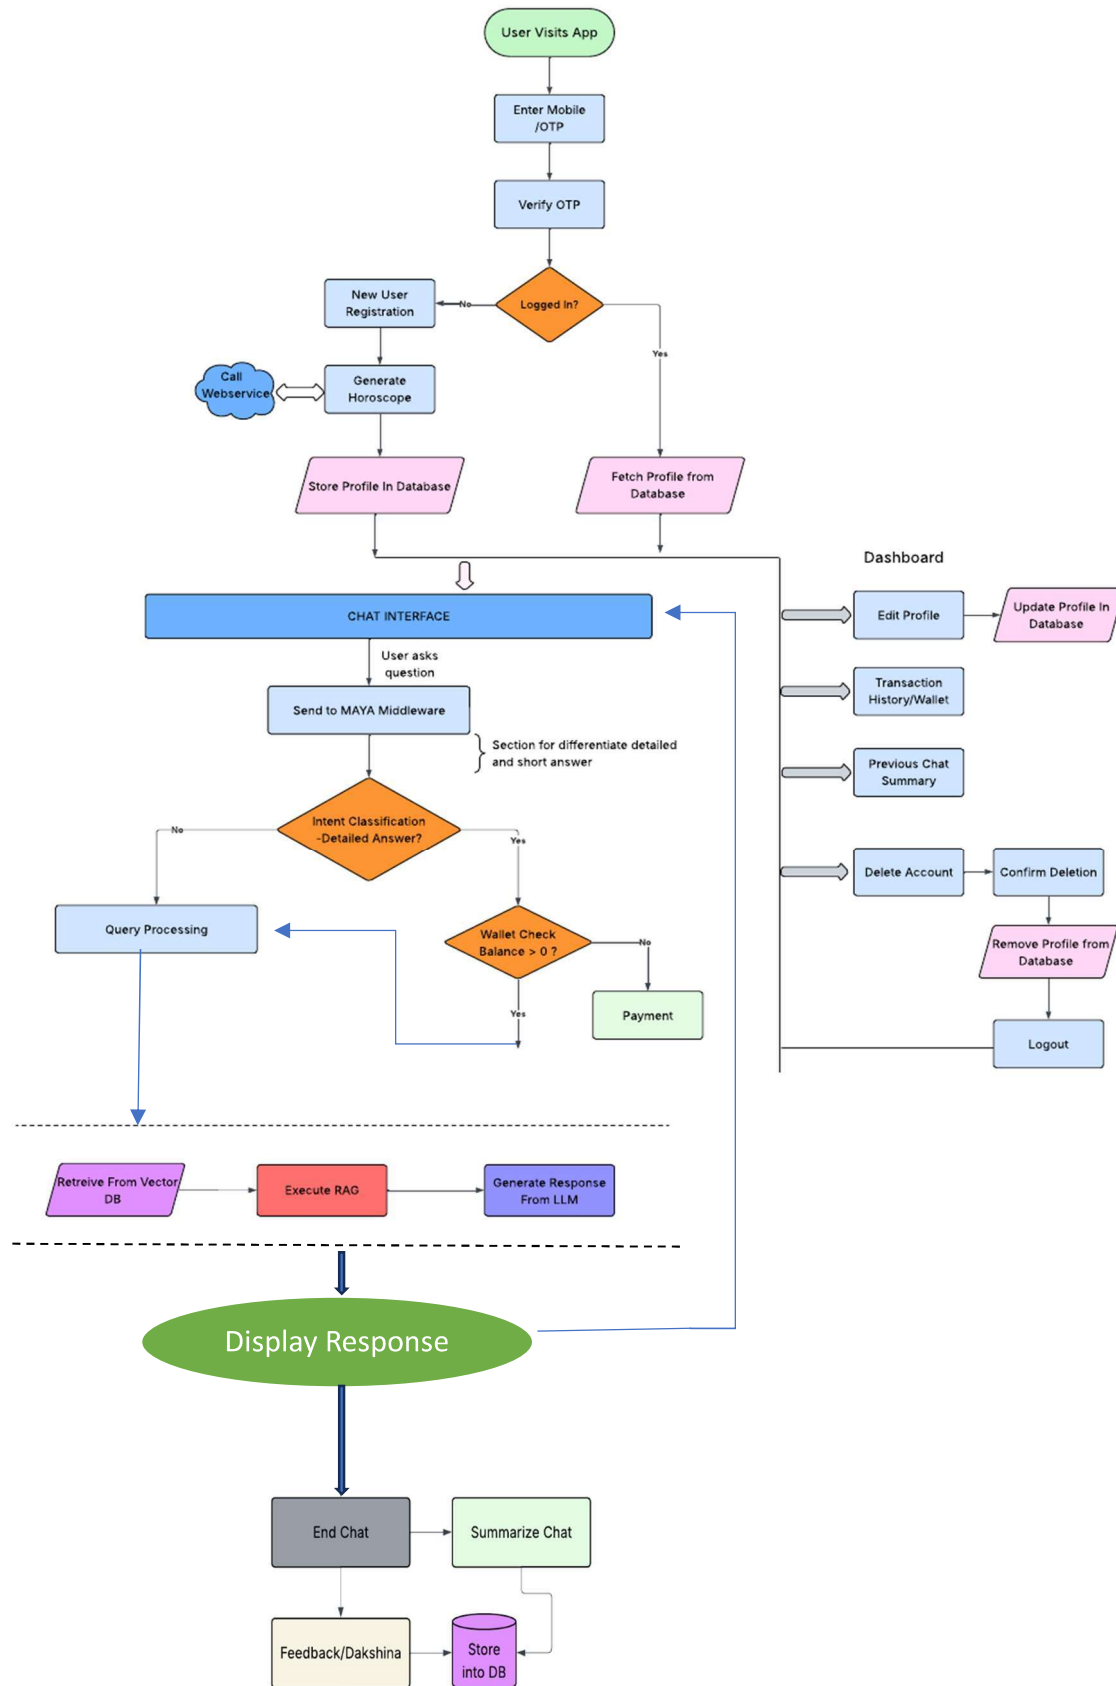 User Visits App
Enter Mobile
/OTP
Verify OTP
Logged In?
No
Yes
New User
Registration
Call
Webservice
Generate
Horoscope
Store Profile In Database
Fetch Profile from
Database
Dashboard
CHAT INTERFACE
Edit Profile
Update Profile In
Database
User asks
question
Send to MAYA Middleware
Transaction
History/Wallet
Section for differentiate detailed
and short answer
Previous Chat
Summary
Intent Classification
-Detailed Answer?
No
Yes
Delete Account
Confirm Deletion
Query Processing
Wallet Check
Balance > 0 ?
No
Yes
Remove Profile from
Database
Payment
Logout
Retreive From Vector
DB
Execute RAG
Generate Response
From LLM
Display Response
End Chat
Summarize Chat
Feedback/Dakshina
Store
into DB